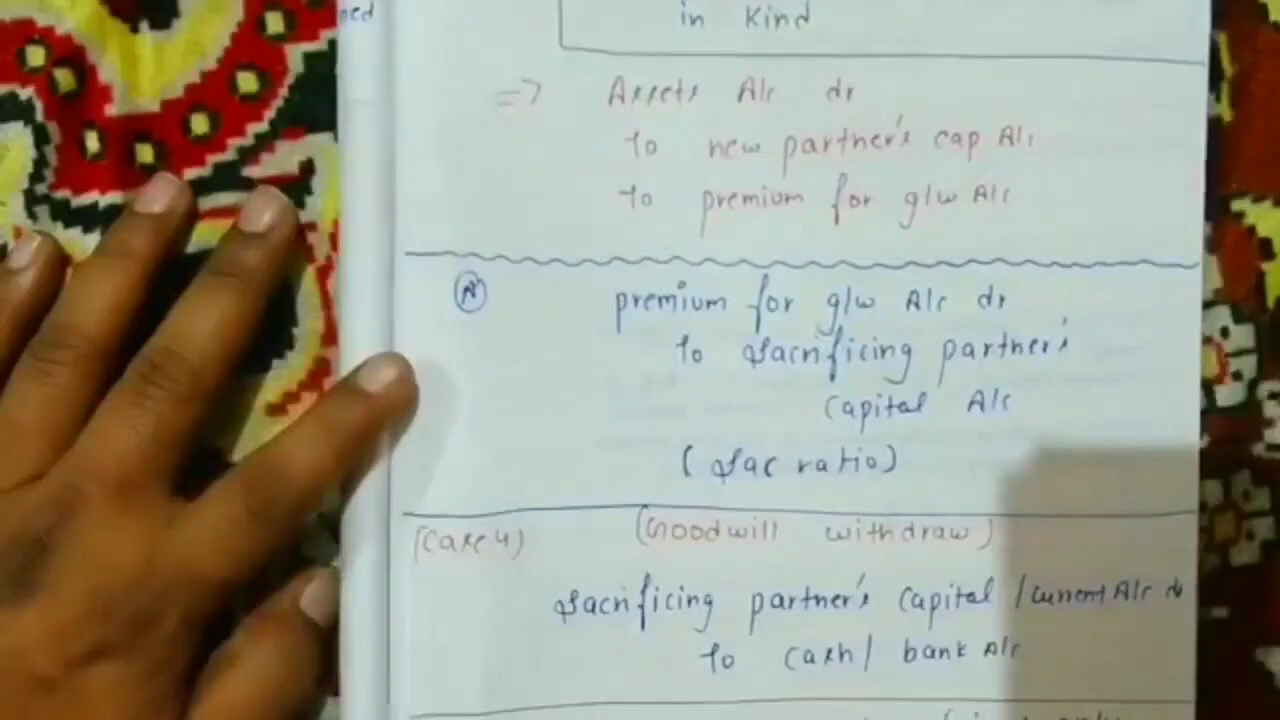 in Kind
=> Assets A/c dr
To new partner's cap A/c
To premium for g/w A/c
premium for g/w A/c dr
To Sacrificing partner's
Capital A/c
(Sac ratio)
(Case 4) (Goodwill withdraw)
Sacrificing partner's Capital / Current A/c dr
To cash / bank A/c